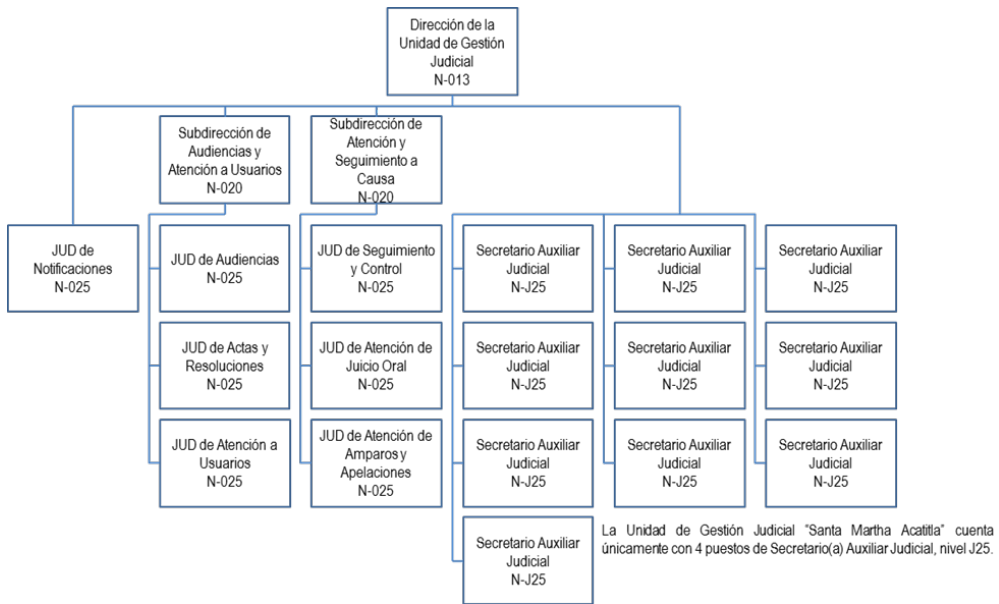 Dirección de la
Unidad de Gestión
Judicial
N-013
Subdirección de
Audiencias y
Atención a Usuarios
N-020
Subdirección de
Atención y
Seguimiento a
Causa
N-020
JUD de
Notificaciones
N-025
JUD de Audiencias
N-025
JUD de Seguimiento
y Control
N-025
Secretario Auxiliar
Judicial
N-J25
Secretario Auxiliar
Judicial
N-J25
Secretario Auxiliar
Judicial
N-J25
JUD de Actas y
Resoluciones
N-025
JUD de Atención de
Juicio Oral
N-025
Secretario Auxiliar
Judicial
N-J25
Secretario Auxiliar
Judicial
N-J25
Secretario Auxiliar
Judicial
N-J25
JUD de Atención a
Usuarios
N-025
JUD de Atención de
Amparos y
Apelaciones
N-025
Secretario Auxiliar
Judicial
N-J25
Secretario Auxiliar
Judicial
N-J25
Secretario Auxiliar
Judicial
N-J25
Secretario Auxiliar
Judicial
N-J25
La Unidad de Gestión Judicial "Santa Martha Acatitla" cuenta
únicamente con 4 puestos de Secretario(a) Auxiliar Judicial, nivel J25.